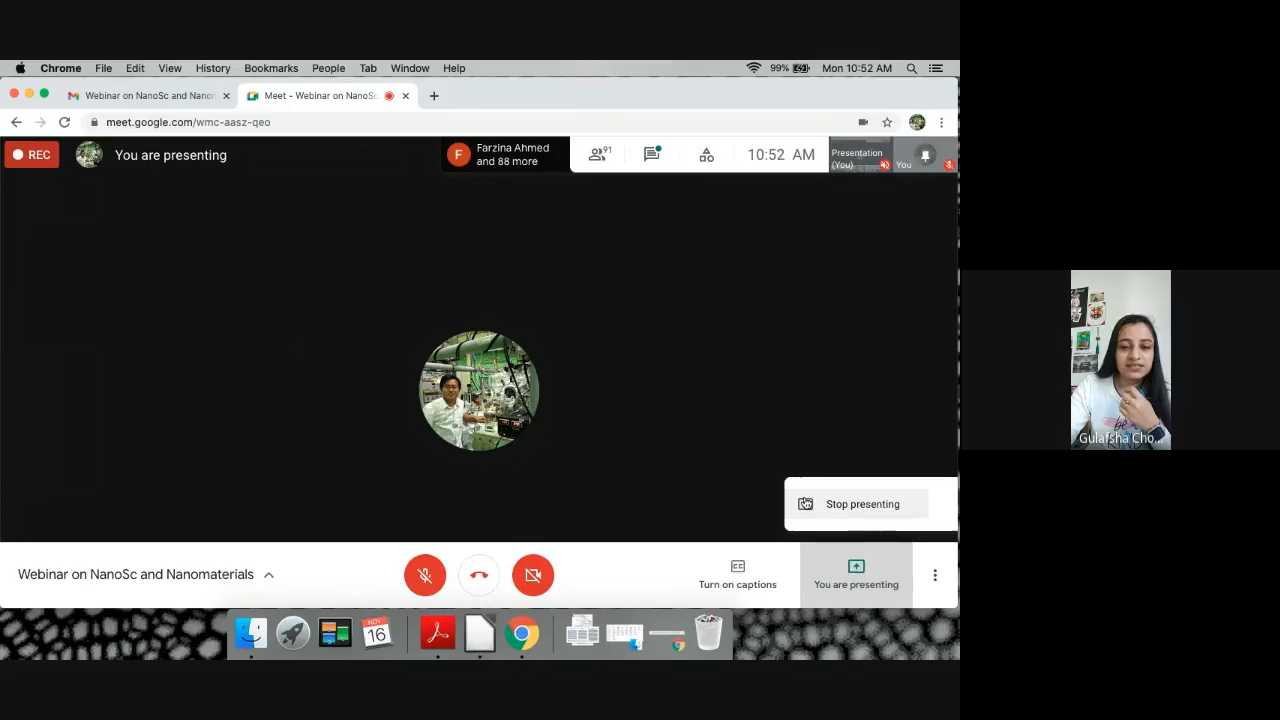 Chrome File Edit View History Bookmarks People Tab Window Help 99% Mon 10:52 AM
Webinar on NanoSc and Nanom Meet - Webinar on NanoSc
meet.google.com/wmc-aasz-qeo
REC You are presenting F Farzina Ahmed and 88 more 91 10:52 AM Presentation (You) You
Stop presenting
Gulafsha Cho...
Webinar on NanoSc and Nanomaterials
Turn on captions
You are presenting
NOV
16